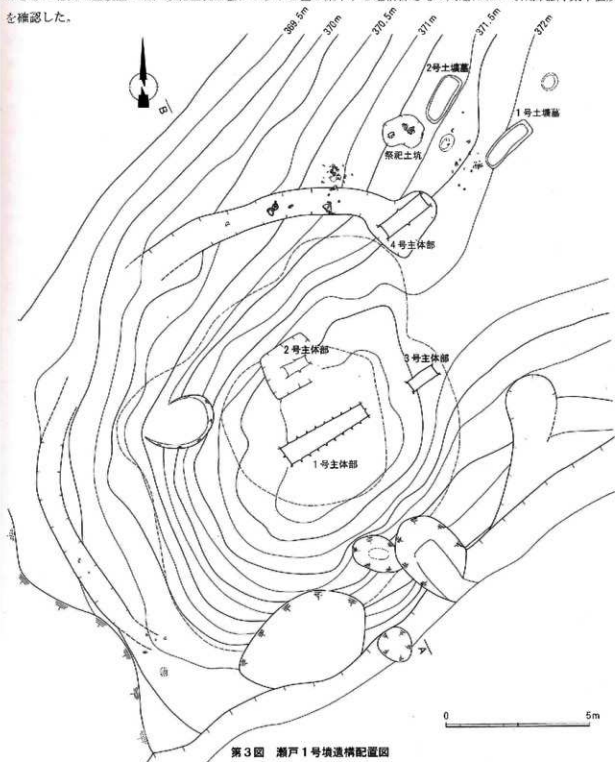 を確認した。
369.5m 370m 370.5m 371m 371.5m 372m
2号土壙墓
1号土壙墓
B
祭祀土坑
4号主体部
2号主体部
3号主体部
1号主体部
A
0 5m
第3図 瀬戸1号墳遺構配置図